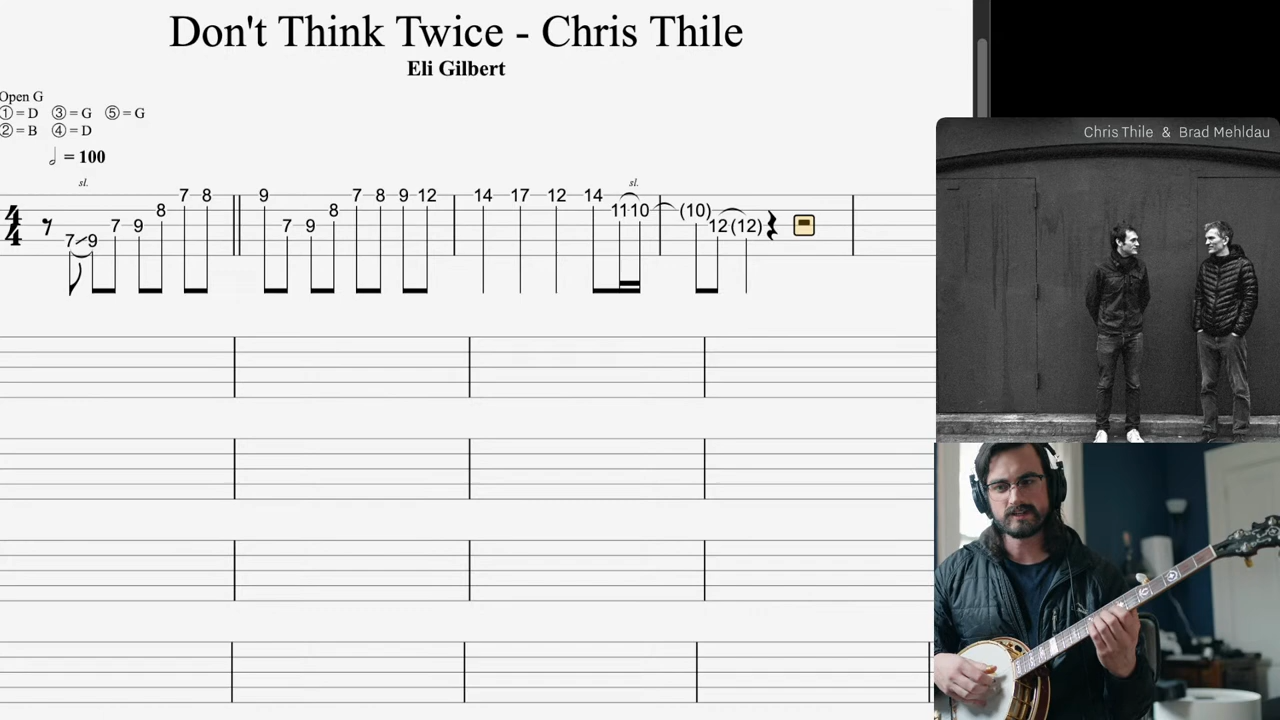 Don't Think Twice - Chris Thile
Eli Gilbert
Open G
① = D ③ = G ⑤ = G
② = B ④ = D
𝅗𝅥 = 100
sl. sl.
7 8 9 7 8 9 12 14 17 12 14
8 8 11 10 (10)
7 9 7 9 12 (12)
7 9
4
4
Chris Thile & Brad Mehldau